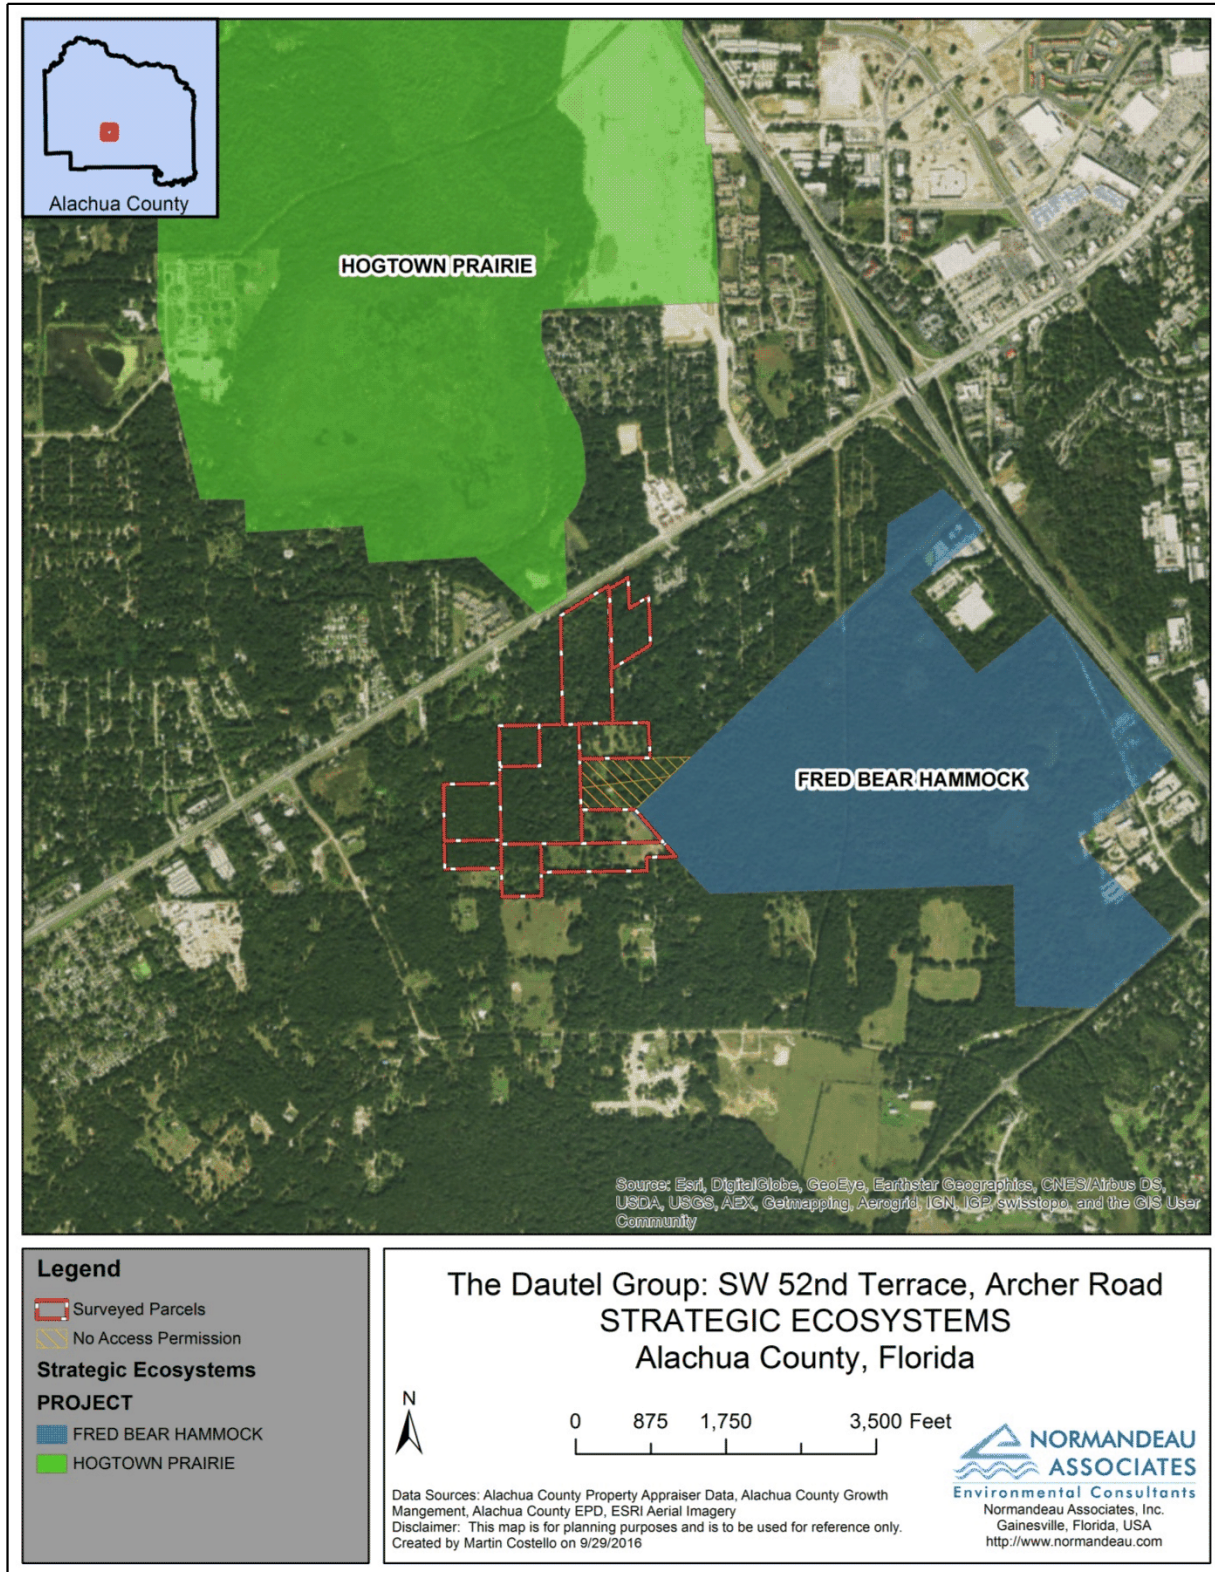 Alachua County
HOGTOWN PRAIRIE
FRED BEAR HAMMOCK
Source: Esri, DigitalGlobe, GeoEye, Earthstar Geographics, CNES/Airbus DS,
USDA, USGS, AEX, Getmapping, Aerogrid, IGN, IGP, swisstopo, and the GIS User
Community
Legend
Surveyed Parcels
No Access Permission
Strategic Ecosystems
PROJECT
FRED BEAR HAMMOCK
HOGTOWN PRAIRIE
The Dautel Group: SW 52nd Terrace, Archer Road
STRATEGIC ECOSYSTEMS
Alachua County, Florida
N
0 875 1,750 3,500 Feet
Data Sources: Alachua County Property Appraiser Data, Alachua County Growth
Mangement, Alachua County EPD, ESRI Aerial Imagery
Disclaimer: This map is for planning purposes and is to be used for reference only.
Created by Martin Costello on 9/29/2016
NORMANDEAU
ASSOCIATES
Environmental Consultants
Normandeau Associates, Inc.
Gainesville, Florida, USA
http://www.normandeau.com